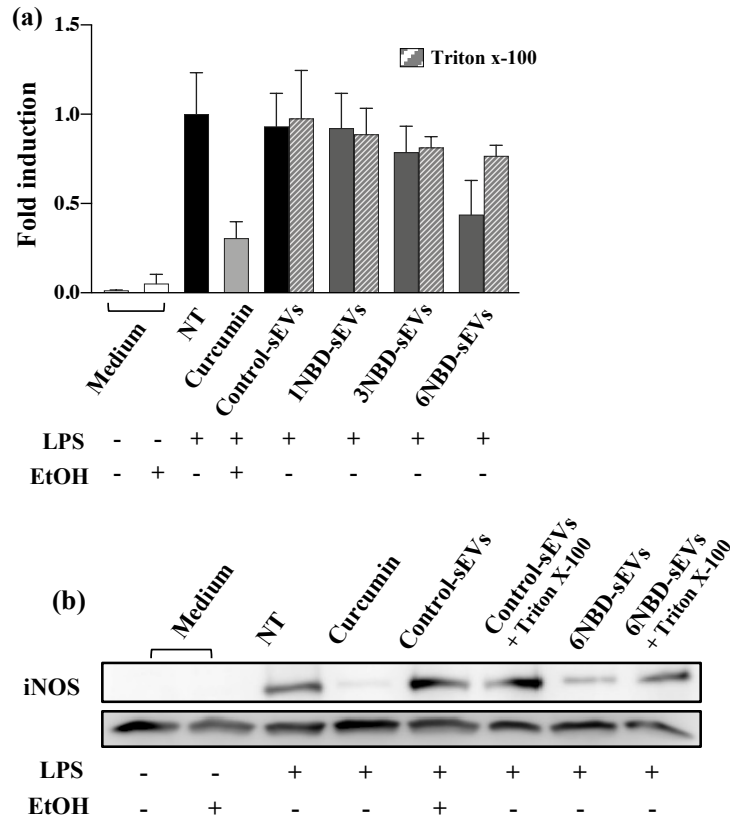 (a)
1.5
1.0
0.5
0.0
Fold induction
Triton x-100
Medium
NT
Curcumin
Control-sEVs
1NBD-sEVs
3NBD-sEVs
6NBD-sEVs
LPS - - + + + + + +
EtOH - + - + - - - -
(b)
Medium
NT
Curcumin
Control-sEVs
Control-sEVs
+ Triton X-100
6NBD-sEVs
6NBD-sEVs
+ Triton X-100
iNOS
LPS - - + + + + + +
EtOH - + - - + - - -